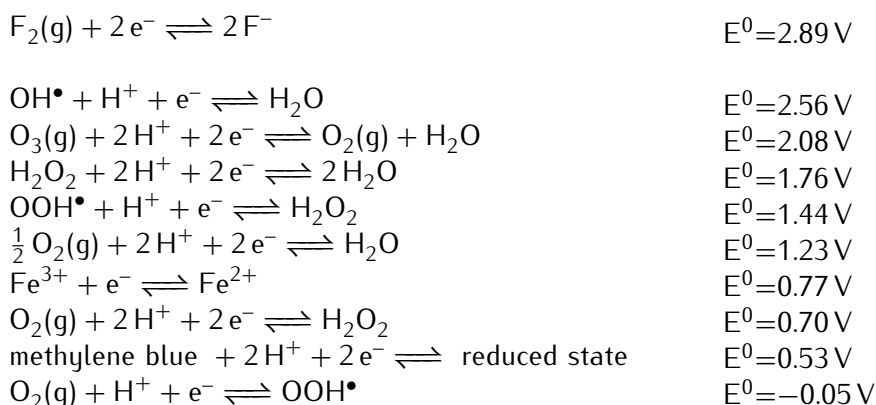 F₂(g) + 2 e⁻ ⇌ 2 F⁻ E⁰=2.89 V
OH• + H⁺ + e⁻ ⇌ H₂O E⁰=2.56 V
O₃(g) + 2 H⁺ + 2 e⁻ ⇌ O₂(g) + H₂O E⁰=2.08 V
H₂O₂ + 2 H⁺ + 2 e⁻ ⇌ 2 H₂O E⁰=1.76 V
OOH• + H⁺ + e⁻ ⇌ H₂O₂ E⁰=1.44 V
½ O₂(g) + 2 H⁺ + 2 e⁻ ⇌ H₂O E⁰=1.23 V
Fe³⁺ + e⁻ ⇌ Fe²⁺ E⁰=0.77 V
O₂(g) + 2 H⁺ + 2 e⁻ ⇌ H₂O₂ E⁰=0.70 V
methylene blue + 2 H⁺ + 2 e⁻ ⇌ reduced state E⁰=0.53 V
O₂(g) + H⁺ + e⁻ ⇌ OOH• E⁰=−0.05 V